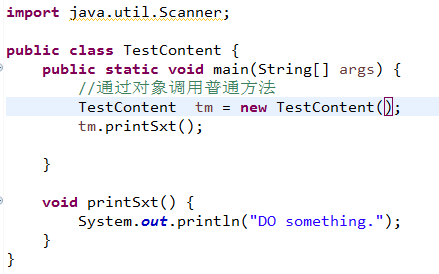 import java.util.Scanner;
public class TestContent {
public static void main(String[] args) {
//通过对象调用普通方法
TestContent  tm = new TestContent();
tm.printSxt();
}
void printSxt() {
System.out.println("DO something.");
}
}